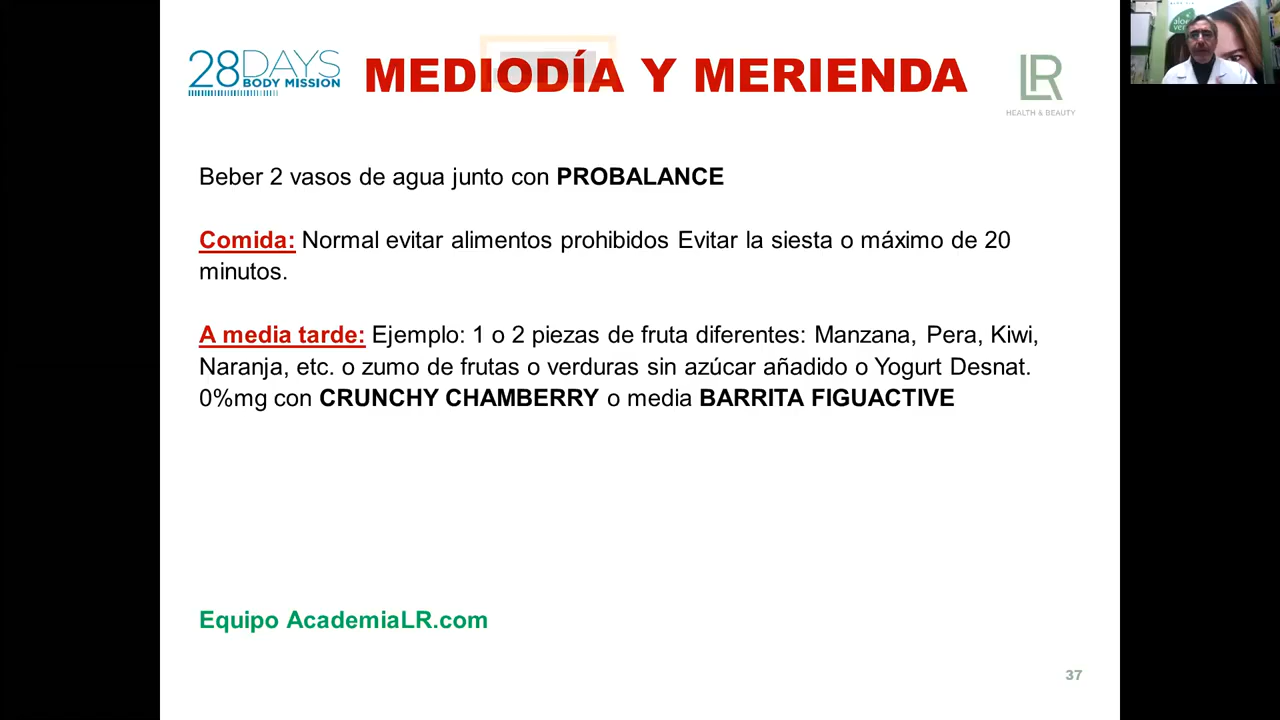 28DAYS
BODY MISSION
MEDIODÍA Y MERIENDA
LR
HEALTH & BEAUTY
aloe
vera
Beber 2 vasos de agua junto con PROBALANCE
Comida: Normal evitar alimentos prohibidos Evitar la siesta o máximo de 20
minutos.
A media tarde: Ejemplo: 1 o 2 piezas de fruta diferentes: Manzana, Pera, Kiwi,
Naranja, etc. o zumo de frutas o verduras sin azúcar añadido o Yogurt Desnat.
0%mg con CRUNCHY CHAMBERRY o media BARRITA FIGUACTIVE
Equipo AcademiaLR.com
37